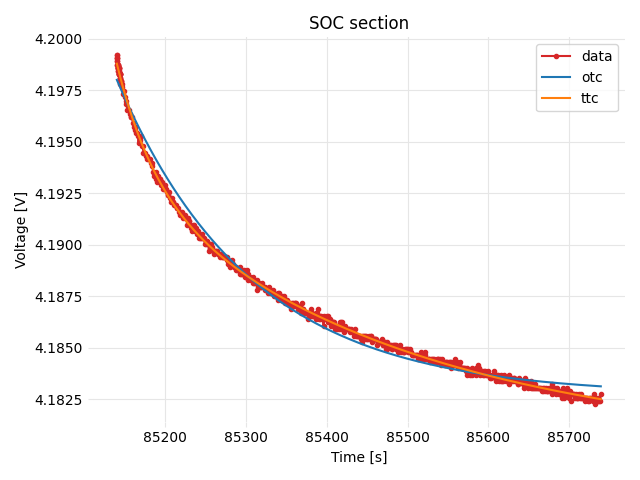 SOC section
data
otc
ttc
Voltage [V]
4.2000
4.1975
4.1950
4.1925
4.1900
4.1875
4.1850
4.1825
85200 85300 85400 85500 85600 85700
Time [s]